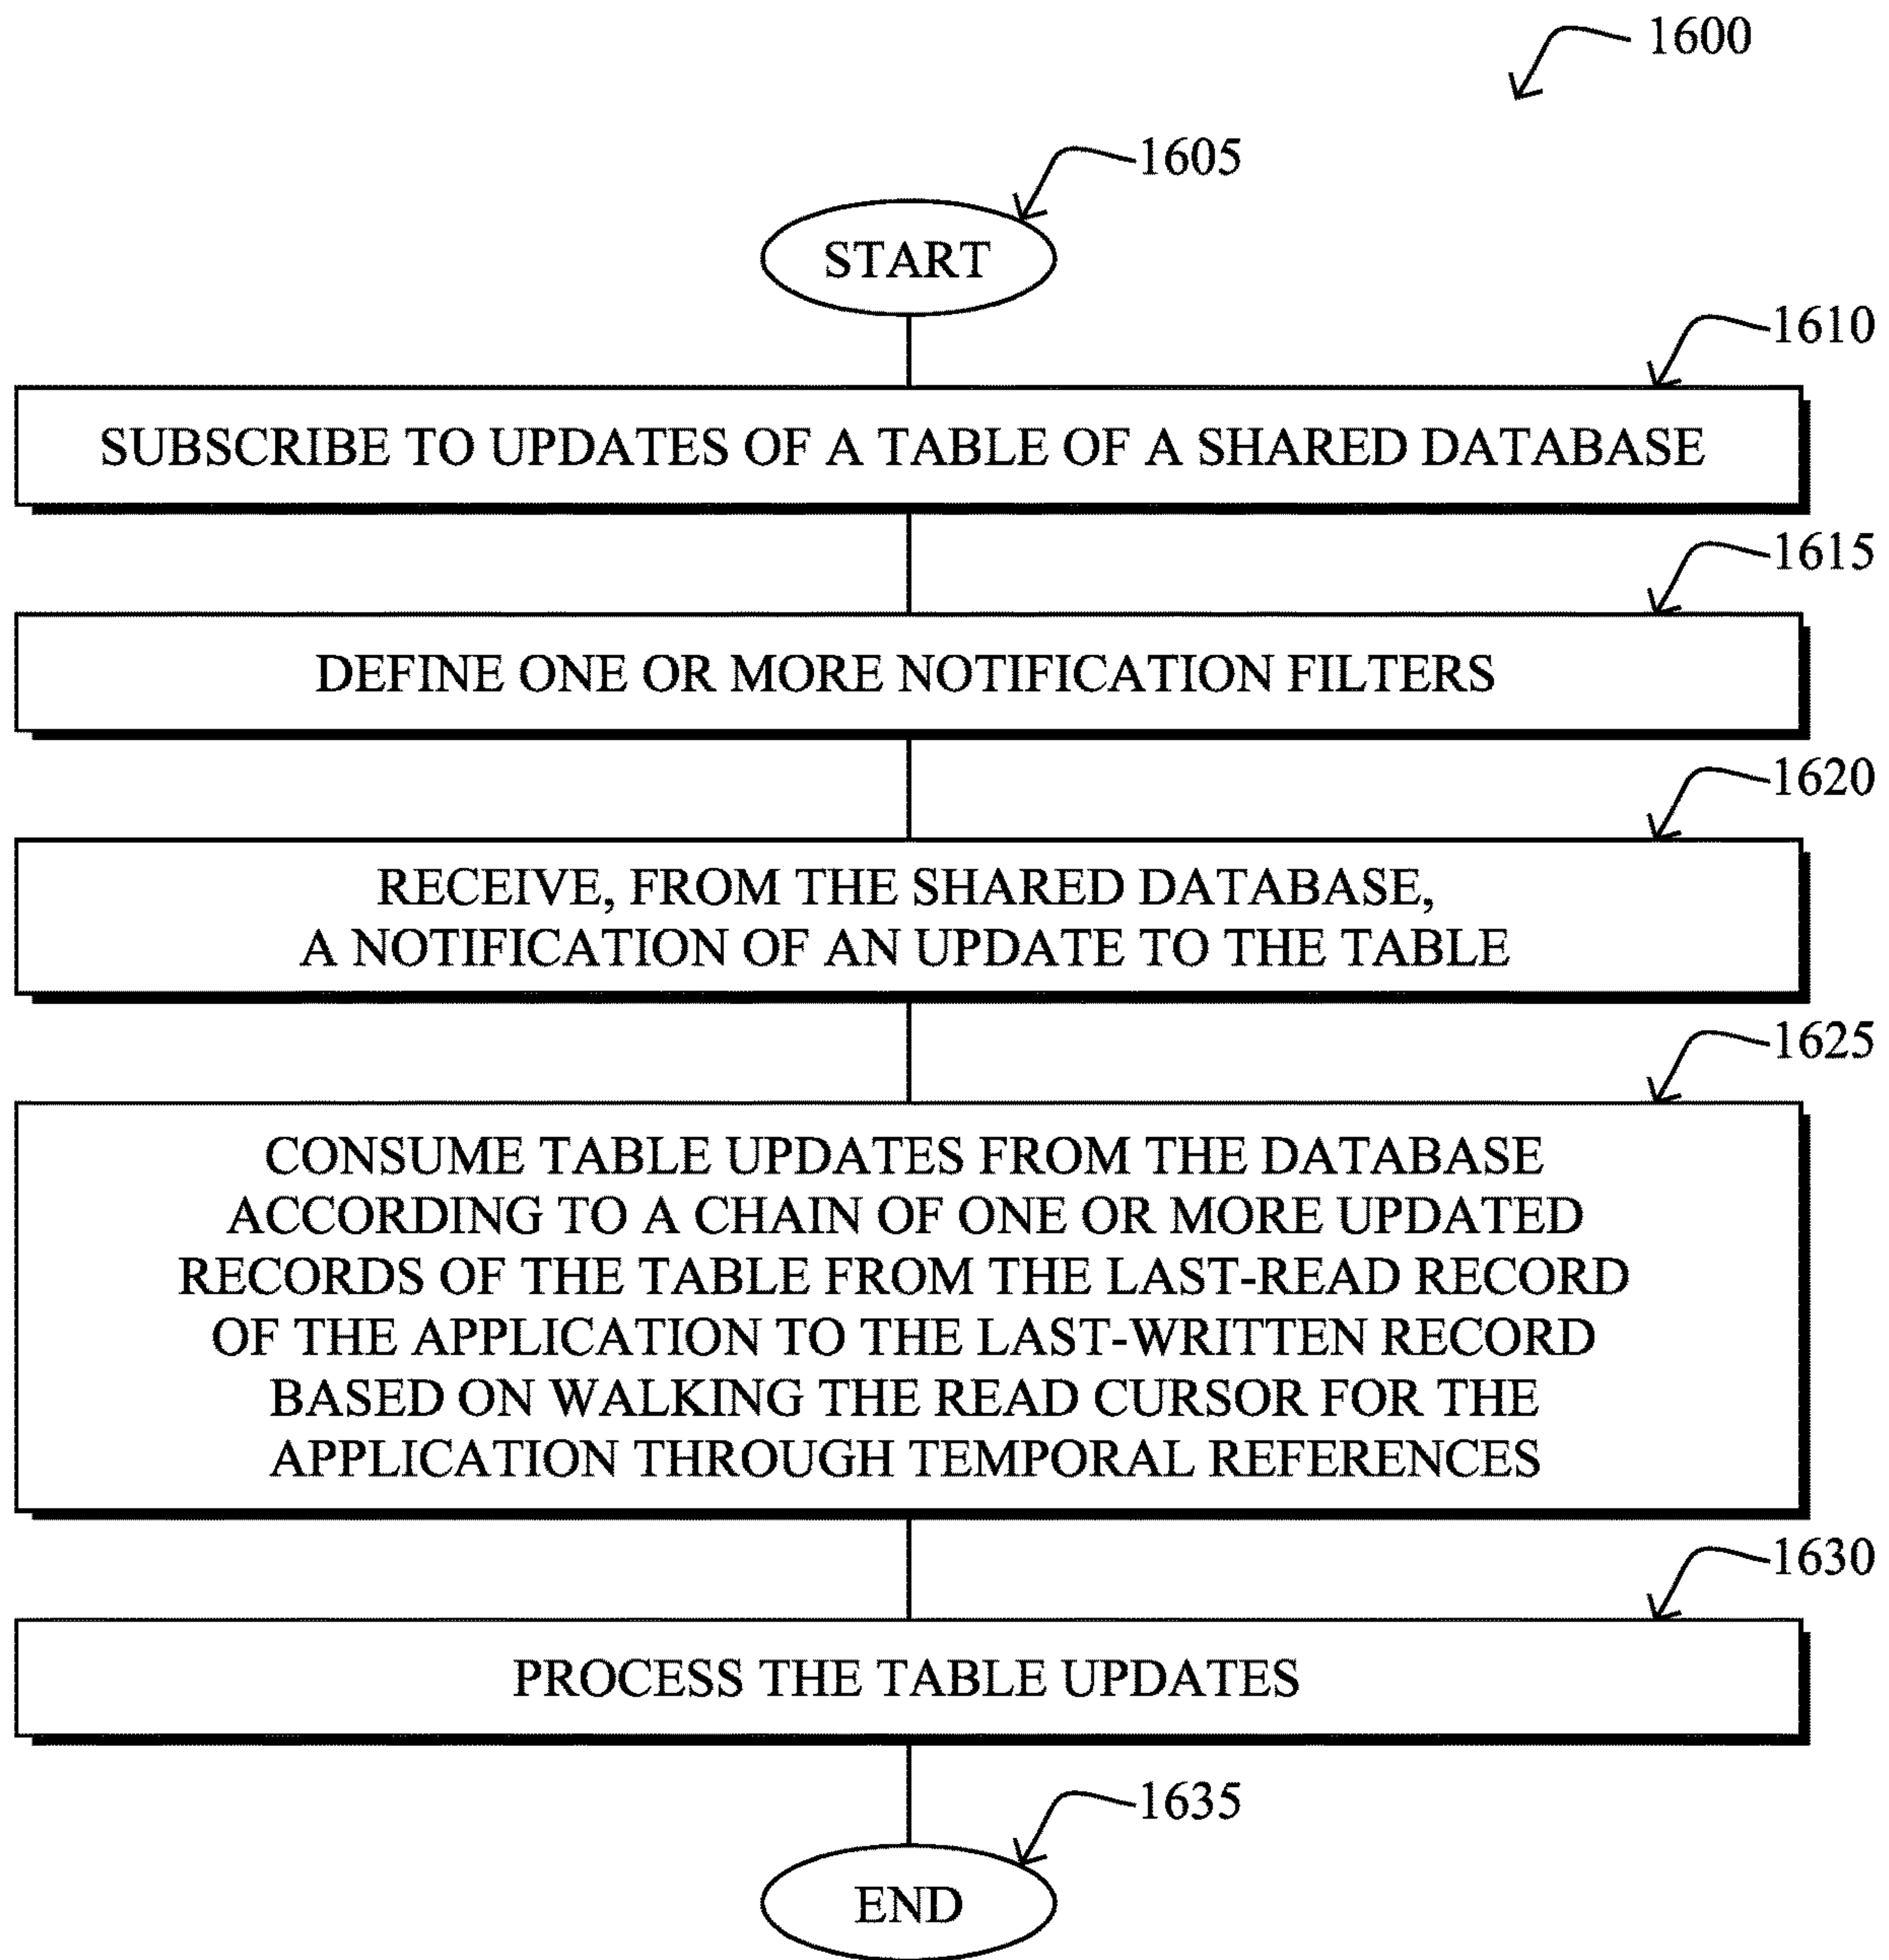 1600
1605
START
1610
SUBSCRIBE TO UPDATES OF A TABLE OF A SHARED DATABASE
1615
DEFINE ONE OR MORE NOTIFICATION FILTERS
1620
RECEIVE, FROM THE SHARED DATABASE,
A NOTIFICATION OF AN UPDATE TO THE TABLE
1625
CONSUME TABLE UPDATES FROM THE DATABASE
ACCORDING TO A CHAIN OF ONE OR MORE UPDATED
RECORDS OF THE TABLE FROM THE LAST-READ RECORD
OF THE APPLICATION TO THE LAST-WRITTEN RECORD
BASED ON WALKING THE READ CURSOR FOR THE
APPLICATION THROUGH TEMPORAL REFERENCES
1630
PROCESS THE TABLE UPDATES
1635
END